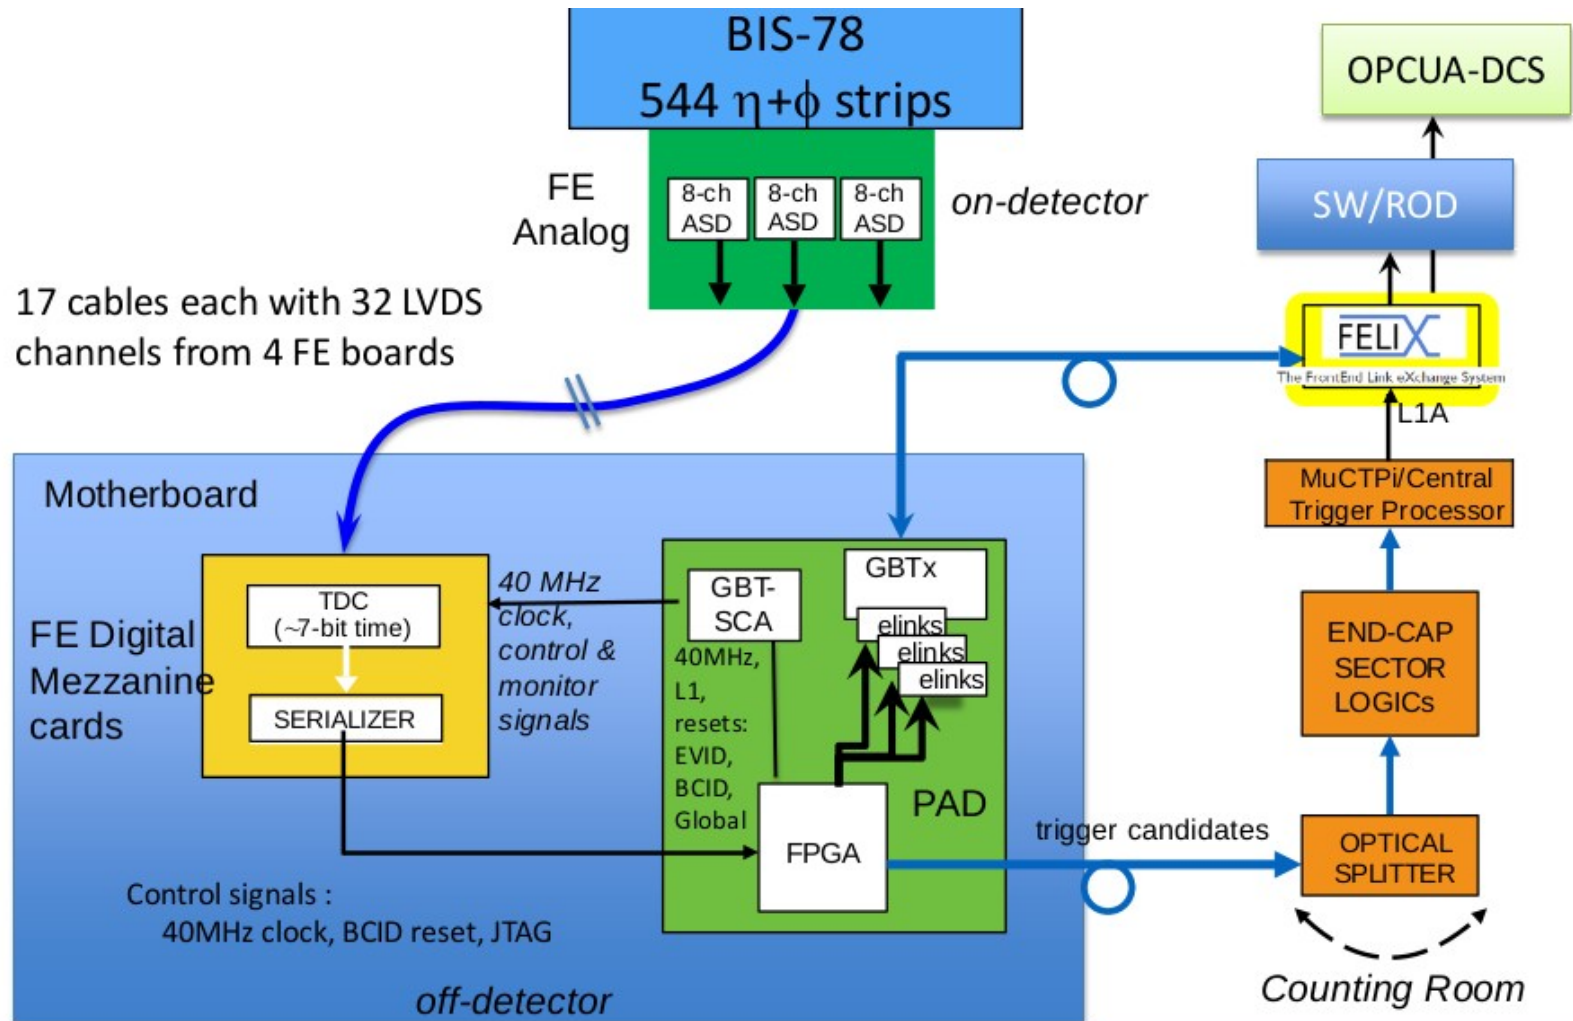 BIS-78
544 η+ϕ strips
OPCUA-DCS
FE
Analog
8-ch
ASD
8-ch
ASD
8-ch
ASD
on-detector
SW/ROD
17 cables each with 32 LVDS
channels from 4 FE boards
FELIX
The FrontEnd Link eXchange System
L1A
MuCTPi/Central
Trigger Processor
Motherboard
FE Digital
Mezzanine
cards
TDC
(~7-bit time)
SERIALIZER
40 MHz
clock,
control &
monitor
signals
GBT-
SCA
40MHz,
L1,
resets:
EVID,
BCID,
Global
GBTx
elinks
elinks
elinks
PAD
FPGA
END-CAP
SECTOR
LOGICs
trigger candidates
OPTICAL
SPLITTER
Control signals :
40MHz clock, BCID reset, JTAG
off-detector
Counting Room